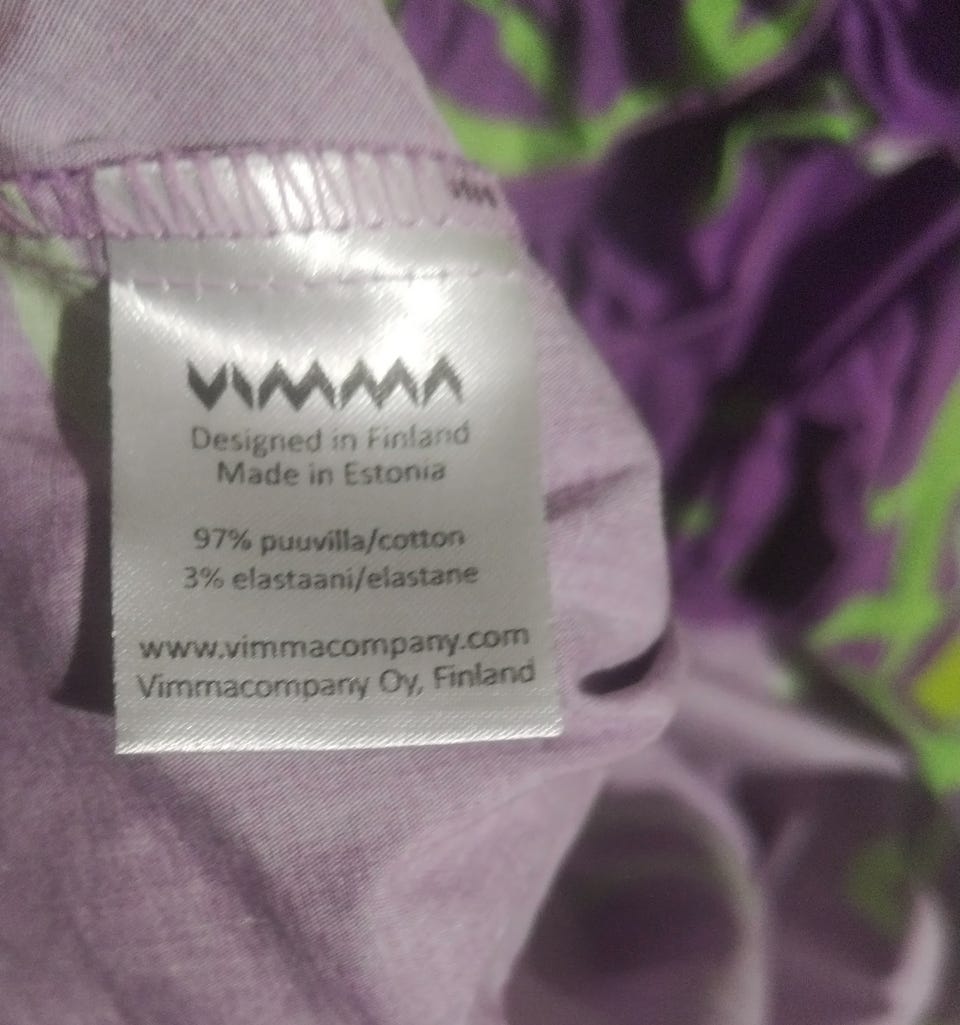 VIMMA
Designed in Finland
Made in Estonia
97% puuvilla/cotton
3% elastaani/elastane
www.vimmacompany.com
Vimmacompany Oy, Finland